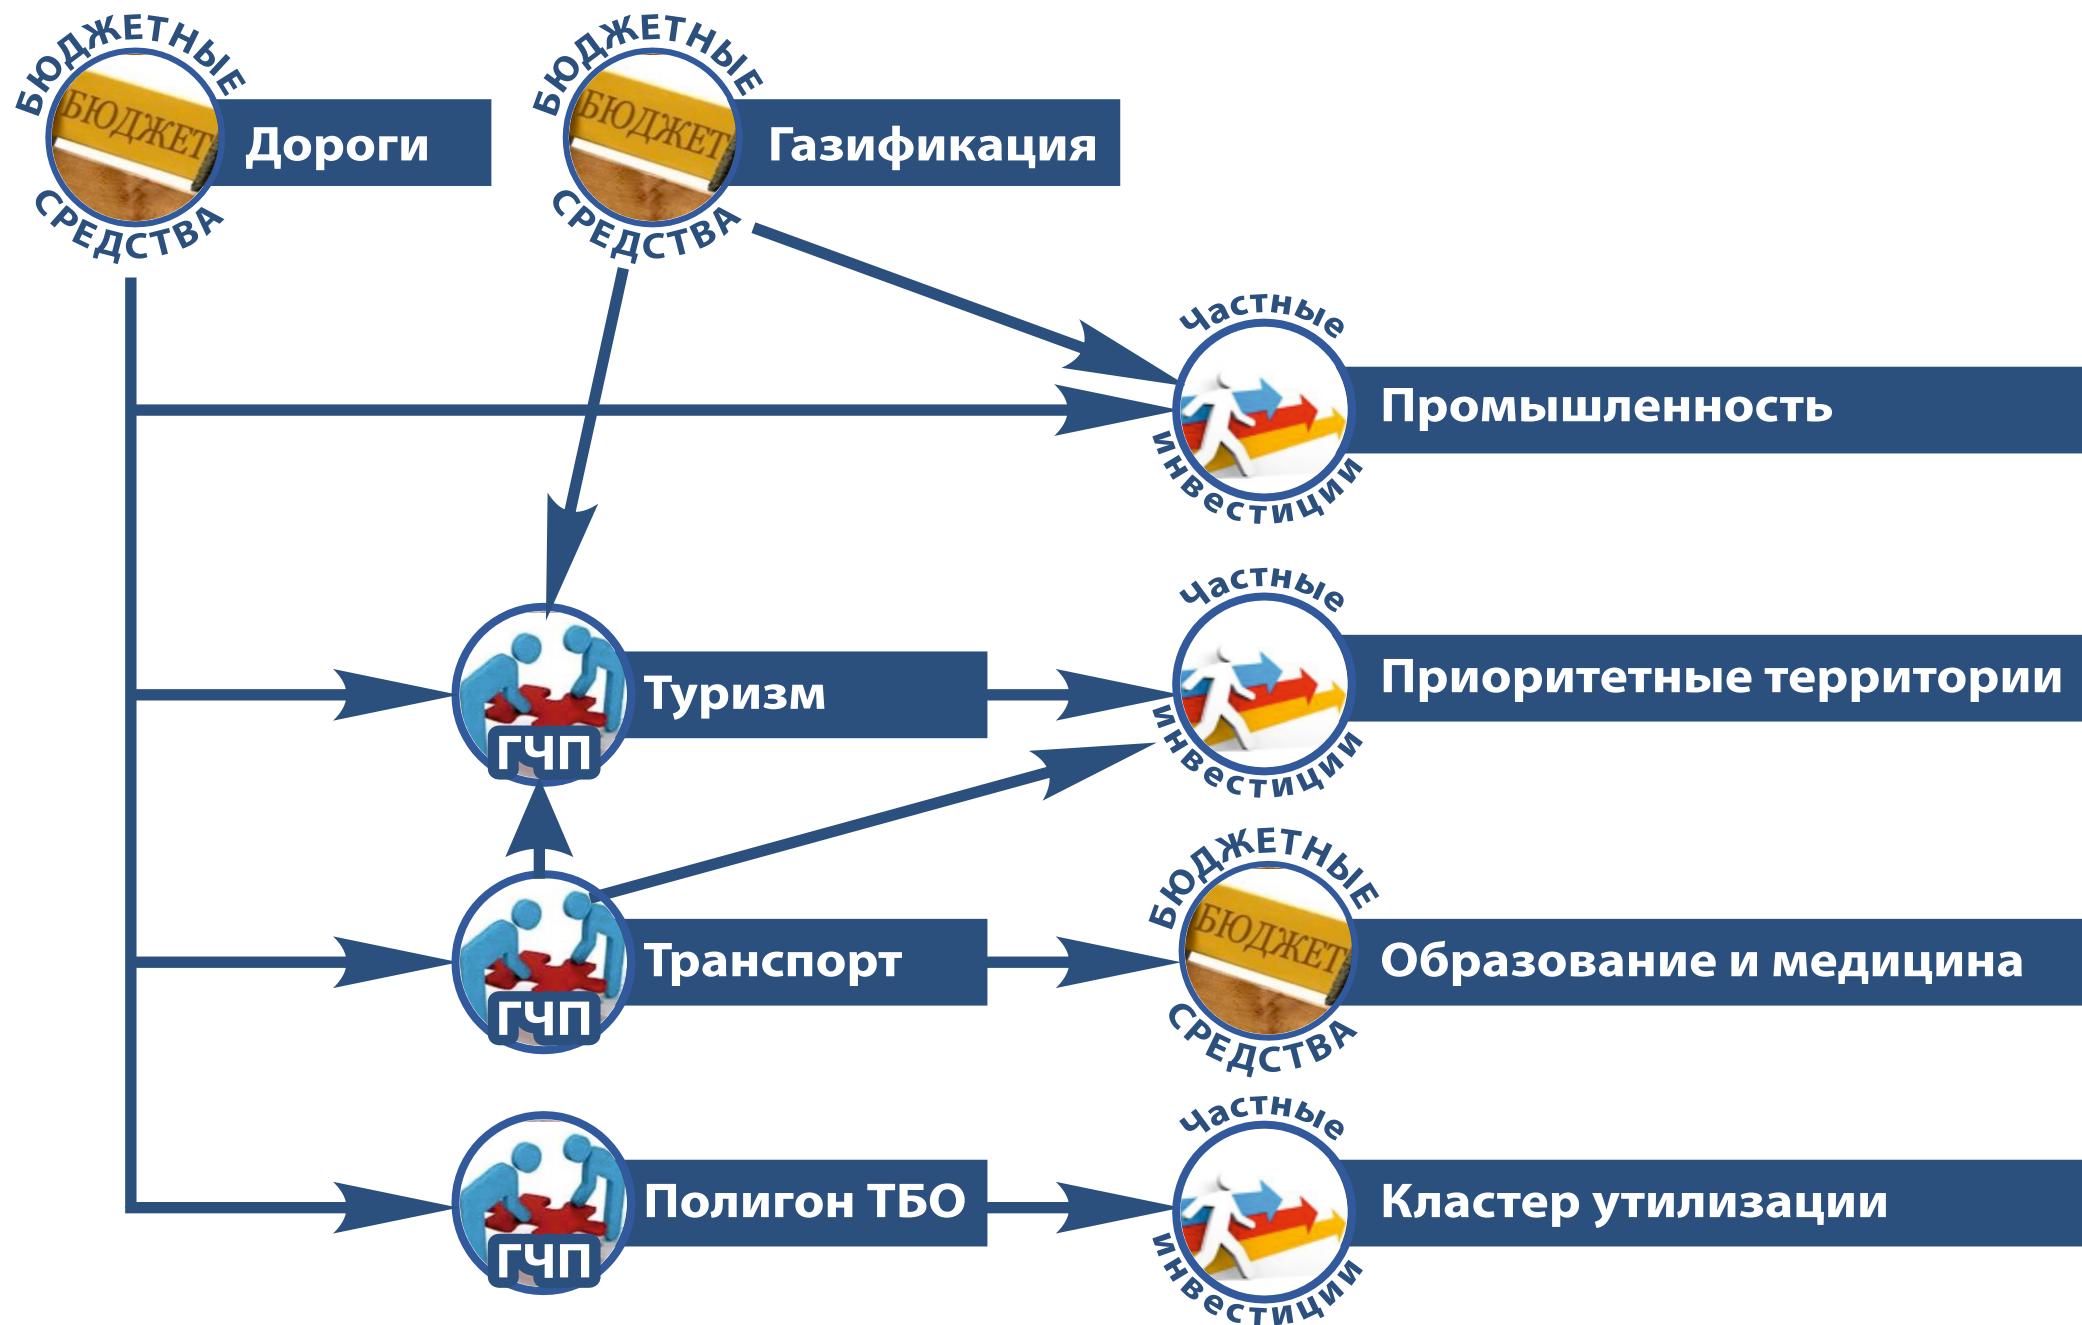 БЮДЖЕТНЫЕ
БЮДЖЕТ
СРЕДСТВА
Дороги
БЮДЖЕТНЫЕ
БЮДЖЕТ
СРЕДСТВА
Газификация
Частные
инвестиции
Промышленность
ГЧП
Туризм
Частные
инвестиции
Приоритетные территории
ГЧП
Транспорт
БЮДЖЕТНЫЕ
БЮДЖЕТ
СРЕДСТВА
Образование и медицина
ГЧП
Полигон ТБО
Частные
инвестиции
Кластер утилизации